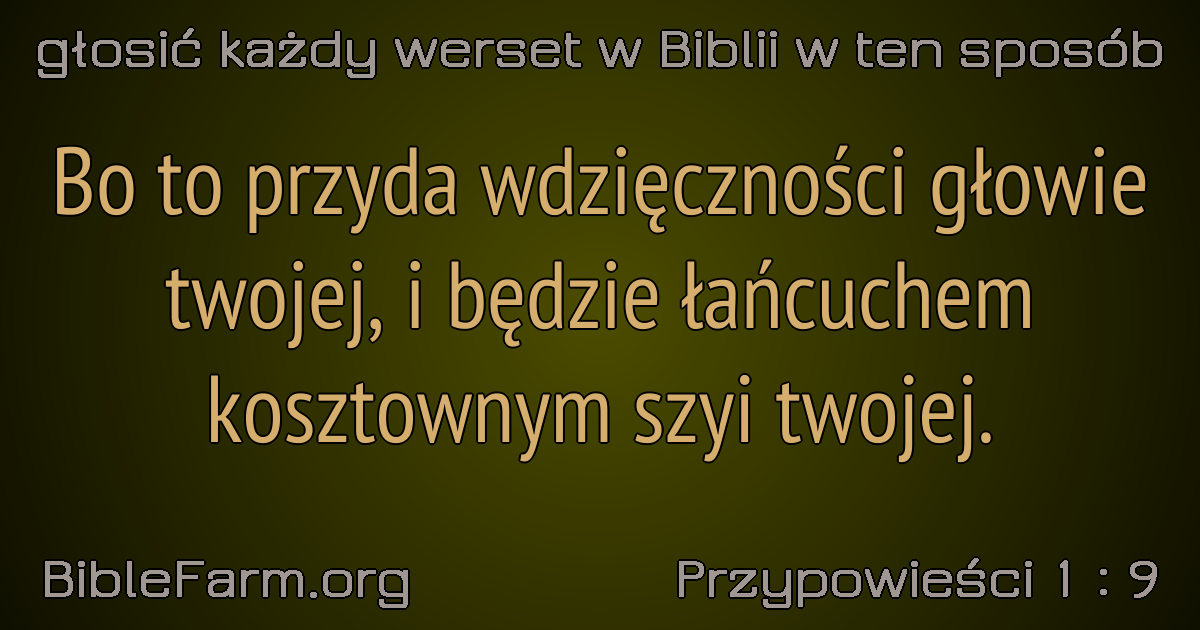 głosić każdy werset w Biblii w ten sposób
Bo to przyda wdzięczności głowie
twojej, i będzie łańcuchem
kosztownym szyi twojej.
BibleFarm.org
Przypowieści 1 : 9